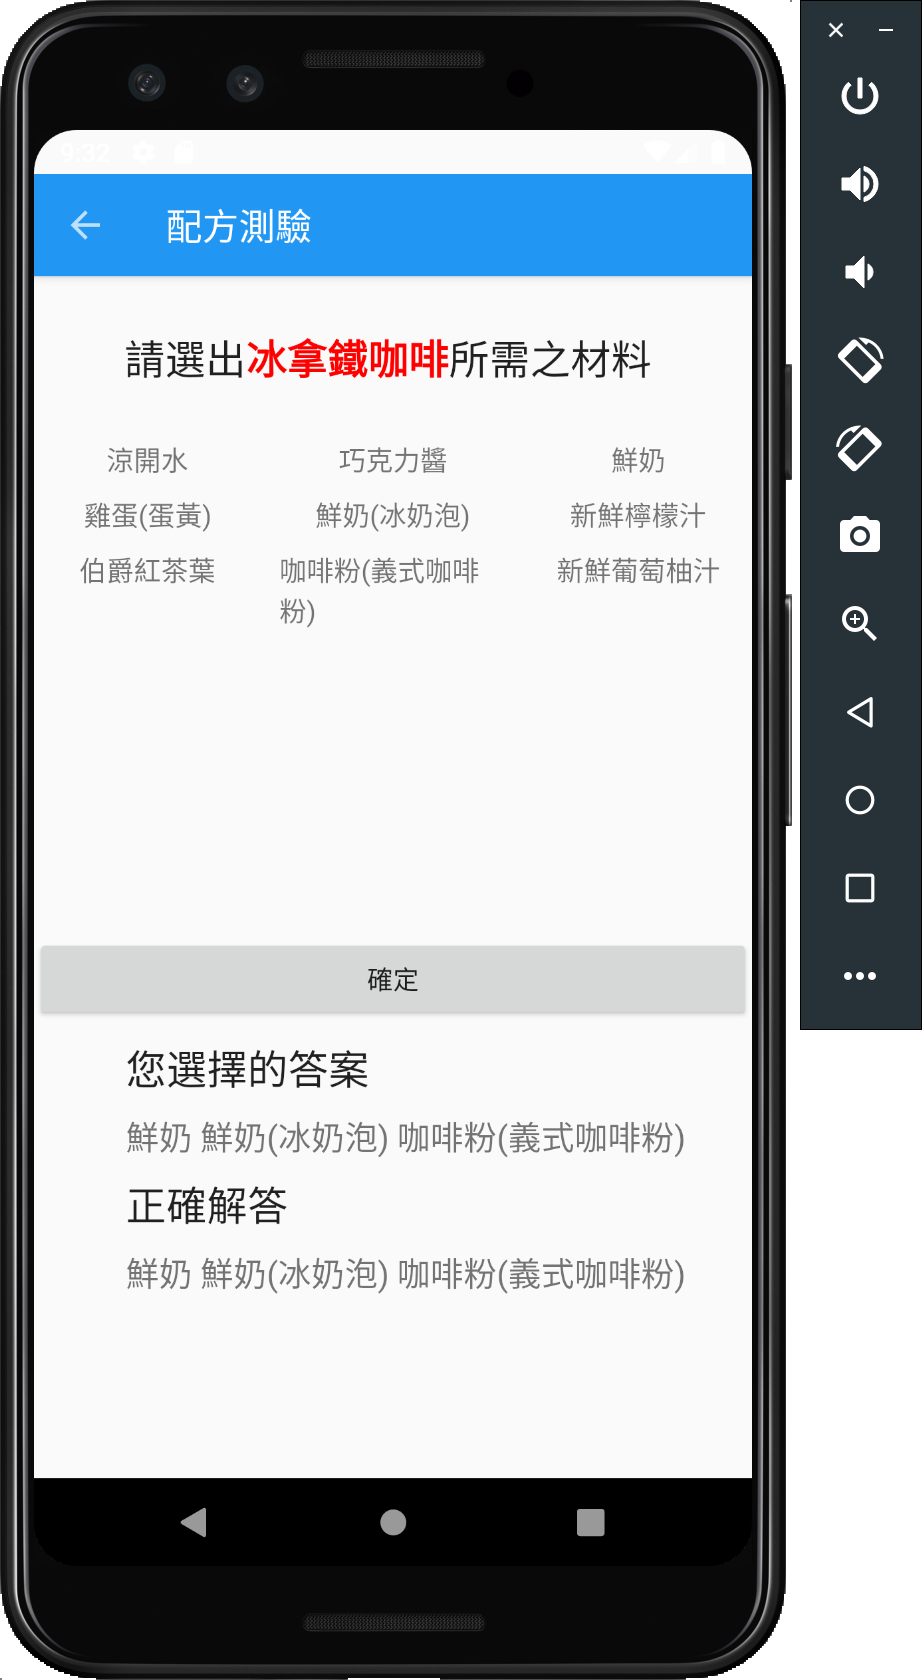 9:32
配方測驗
請選出冰拿鐵咖啡所需之材料
涼開水 巧克力醬 鮮奶
雞蛋(蛋黃) 鮮奶(冰奶泡) 新鮮檸檬汁
伯爵紅茶葉 咖啡粉(義式咖啡粉) 新鮮葡萄柚汁
確定
您選擇的答案
鮮奶 鮮奶(冰奶泡) 咖啡粉(義式咖啡粉)
正確解答
鮮奶 鮮奶(冰奶泡) 咖啡粉(義式咖啡粉)